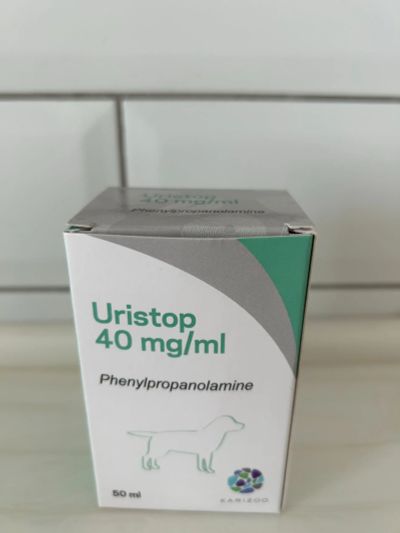 Uristop
40 mg/ml
Phenylpropanolamine
Uristop
40 mg/ml
Phenylpropanolamine
50 ml
KARIZOO